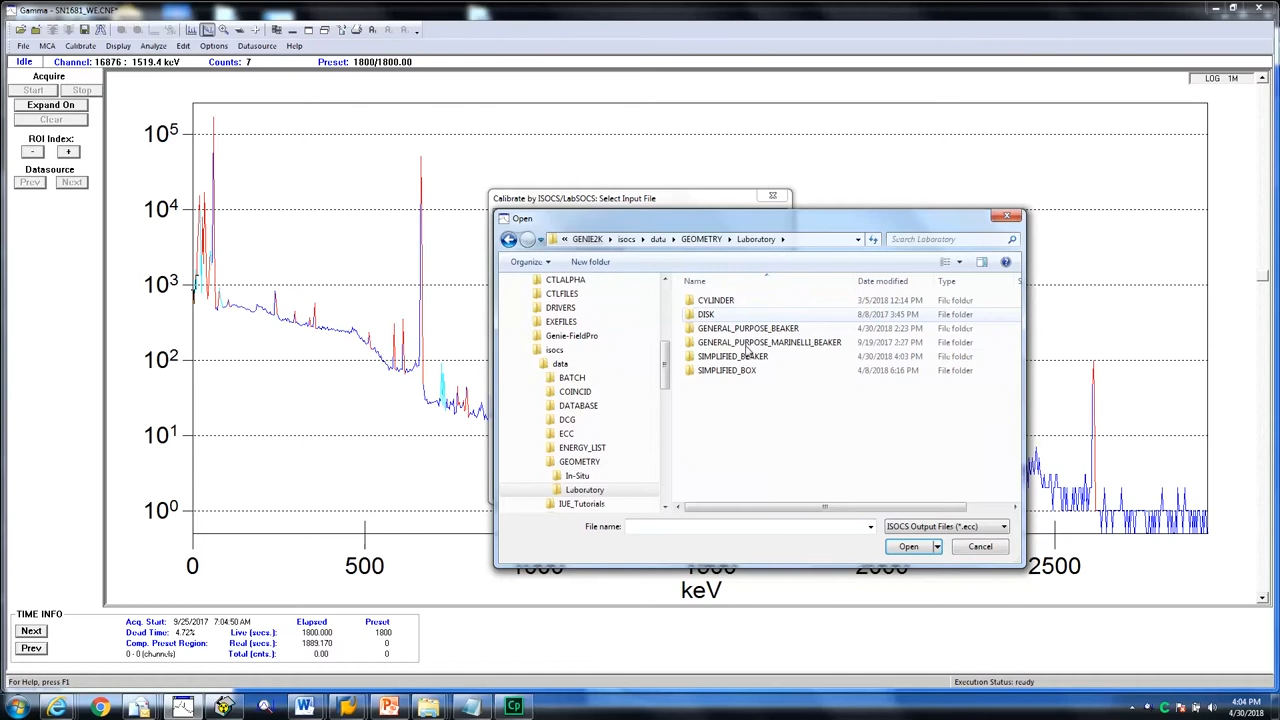 Gamma - SN1681_WE.CNF*
File MCA Calibrate Display Analyze Edit Options Datasource Help
Idle Channel: 16876 : 1519.4 keV Counts: 7 Preset: 1800/1800.00
Acquire
Start Stop
Expand On
Clear
ROI Index:
- +
Datasource
Prev Next
LOG 1M
10^5
10^4
10^3
10^2
10^1
10^0
0 500 1000 2000 2500
keV
Calibrate by ISOCS/LabSOCS: Select Input File
Open
« GENIE2K isocs data GEOMETRY Laboratory Search Laboratory
Organize New folder
CTLALPHA
CTLFILES
DRIVERS
EXEFILES
Genie-FieldPro
isocs
data
BATCH
COINCID
DATABASE
DCG
ECC
ENERGY_LIST
GEOMETRY
In-Situ
Laboratory
IUE_Tutorials
Name Date modified Type S
CYLINDER 3/5/2018 12:14 PM File folder
DISK 8/8/2017 3:45 PM File folder
GENERAL_PURPOSE_BEAKER 4/30/2018 2:23 PM File folder
GENERAL_PURPOSE_MARINELLI_BEAKER 9/19/2017 2:27 PM File folder
SIMPLIFIED_BEAKER 4/30/2018 4:03 PM File folder
SIMPLIFIED_BOX 4/8/2018 6:16 PM File folder
File name: ISOCS Output Files (*.ecc)
Open Cancel
TIME INFO
Next
Prev
Acq. Start: 9/25/2017 7:04:50 AM Elapsed Preset
Dead Time: 4.72% Live (secs.): 1800.000 1800
Comp. Preset Region: Real (secs.): 1889.170 0
0 - 0 (channels) Total (cnts.): 0.00 0
For Help, press F1 Execution Status: ready
4:04 PM
4/30/2018